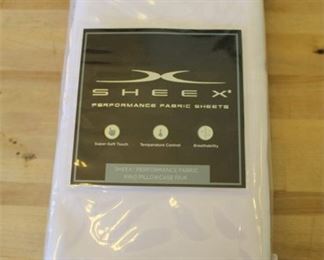 SHEEX®
PERFORMANCE FABRIC SHEETS
Super-Soft Touch Temperature Control Breathability
SHEEX® PERFORMANCE FABRIC
KING PILLOWCASE PAIR